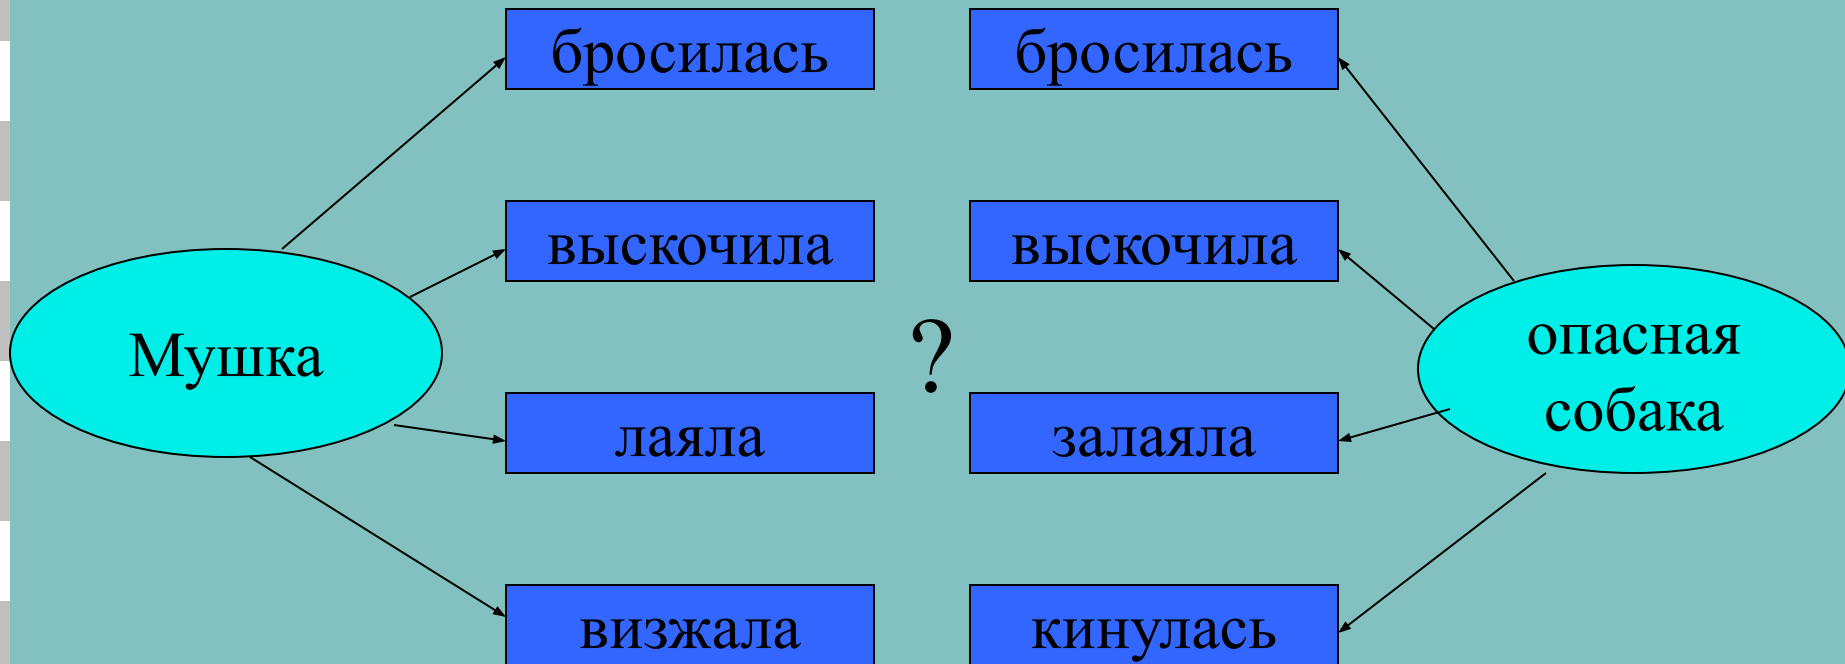 бросилась
бросилась
выскочила
выскочила
Мушка
?
опасная
собака
лаяла
залаяла
визжала
кинулась